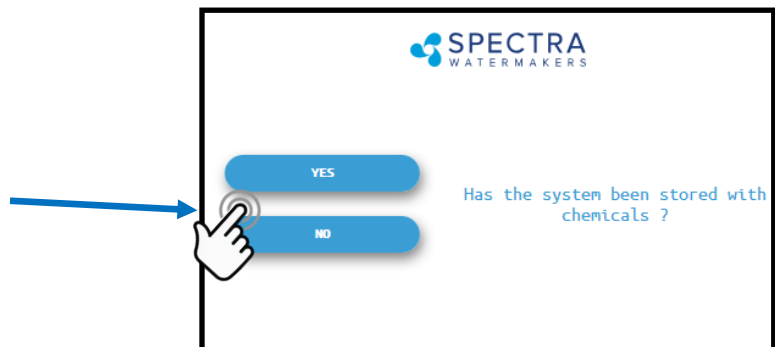 SPECTRA
WATERMAKERS
YES
NO
Has the system been stored with
chemicals ?